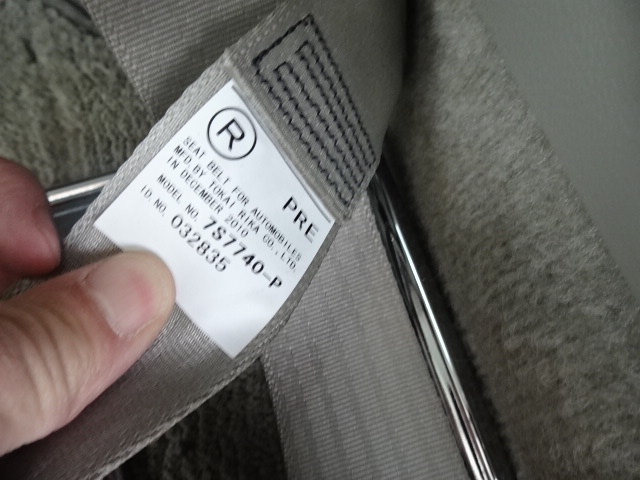 R
PRE
SEAT BELT FOR AUTOMOBILES
MFD. BY TOKAI RIKA CO., LTD.
IN DECEMBER 2010
MODEL NO. 7S7740-P
ID. NO. 032835